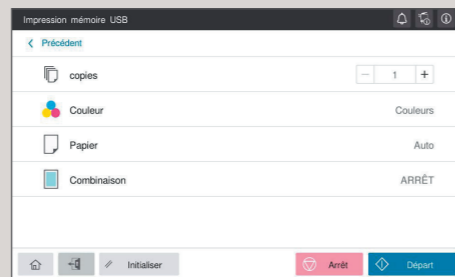 Impression mémoire USB
Précédent
copies
1
Couleur
Couleurs
Papier
Auto
Combinaison
ARRÊT
Initialiser
Arrêt
Départ